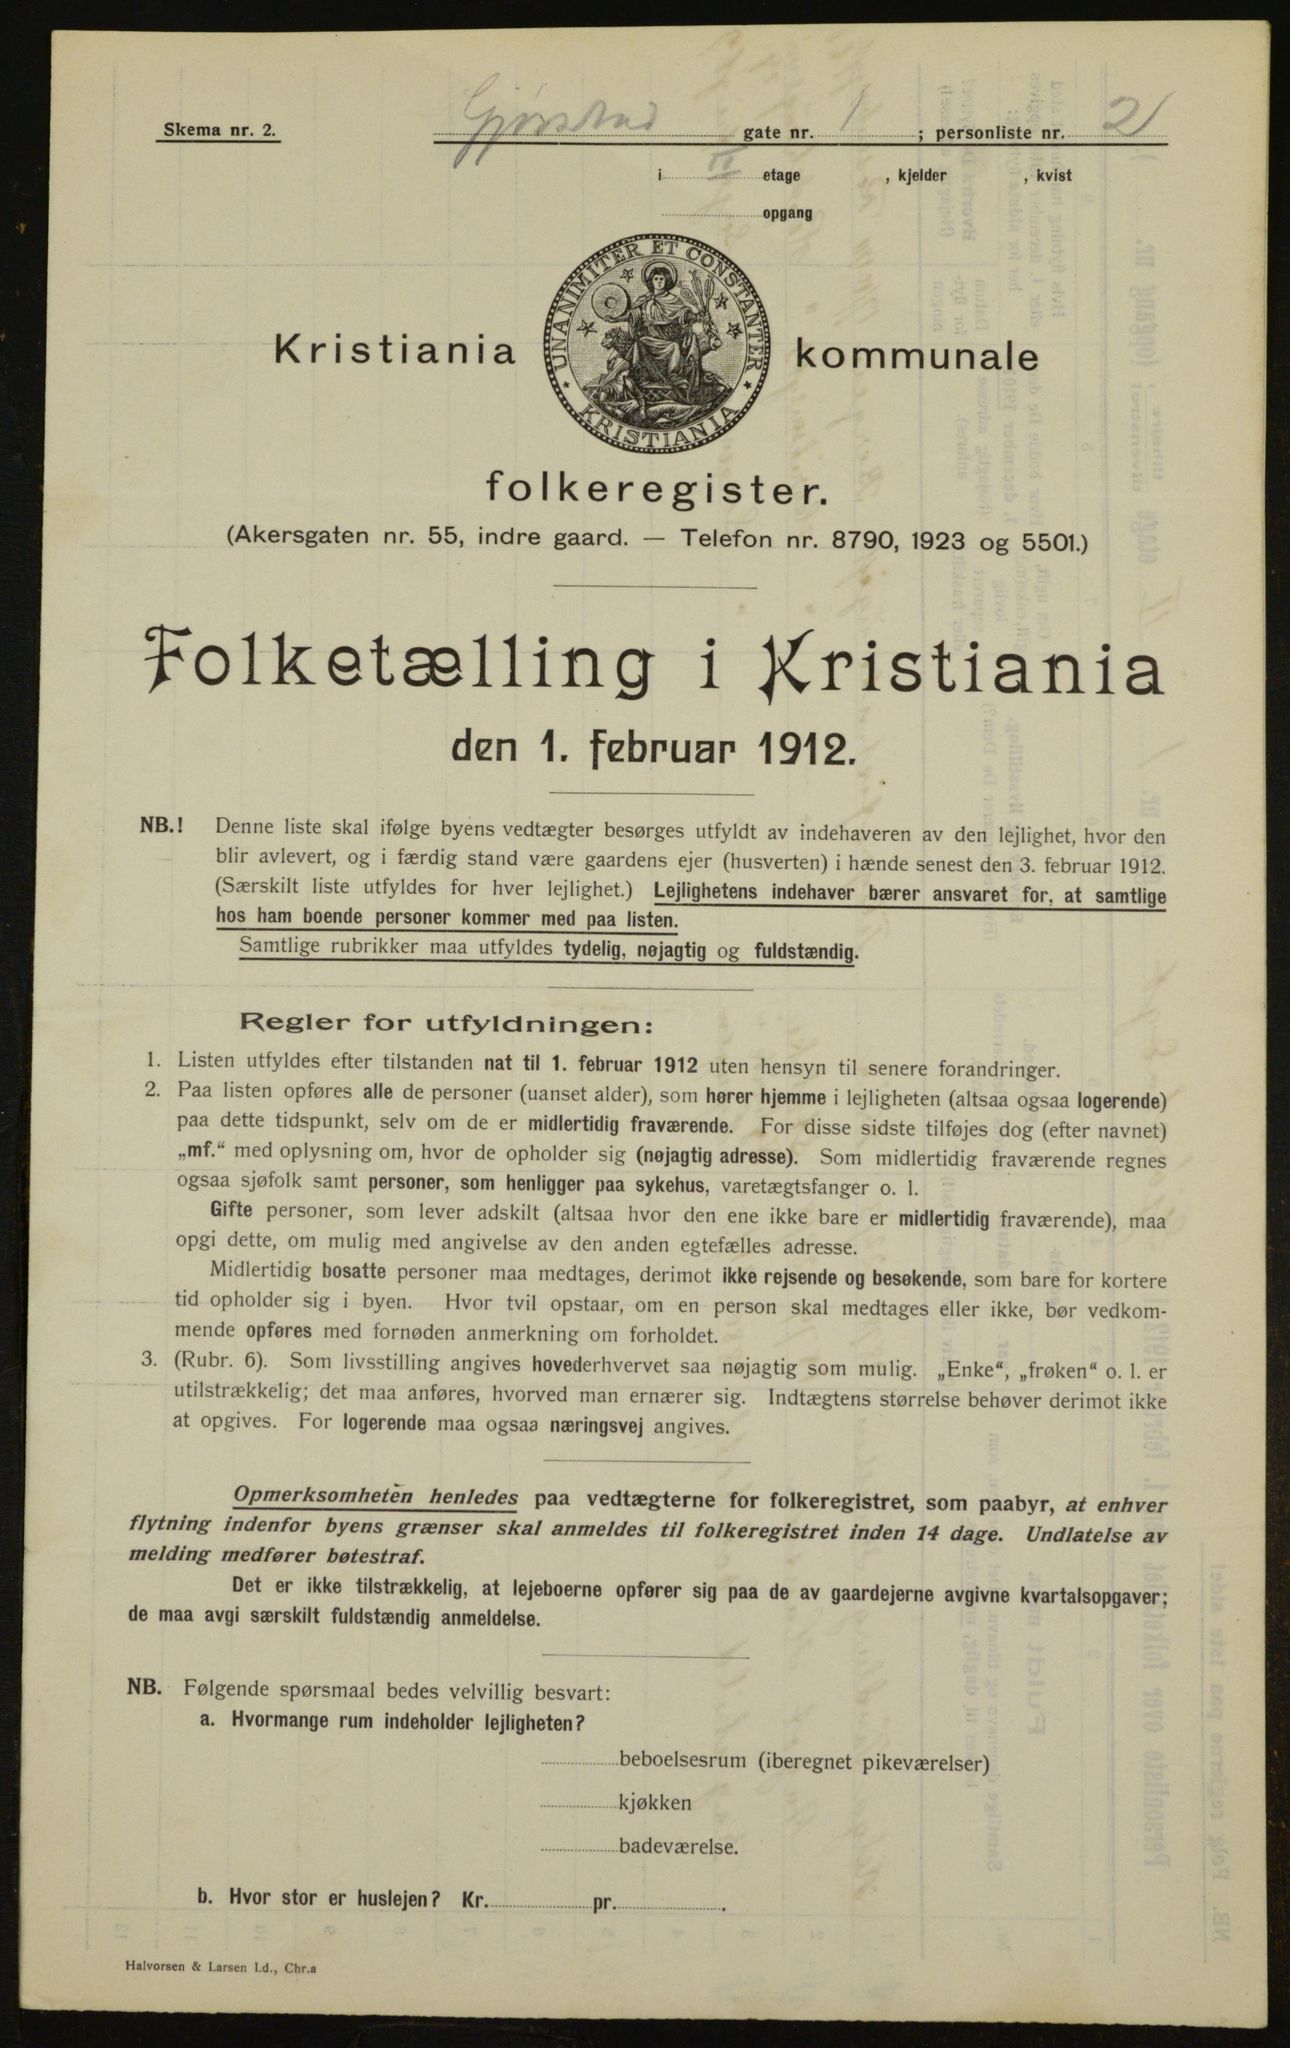 Skema nr. 2.
Gjørstad gate nr. 1 ; personliste nr. 2
i II etage , kjelder , kvist
opgang
UNANIMITER ET CONSTANTER
KRISTIANIA
Kristiania kommunale
folkeregister.
(Akersgaten nr. 55, indre gaard. — Telefon nr. 8790, 1923 og 5501.)
Folketælling i Kristiania
den 1. februar 1912.
NB.! Denne liste skal ifølge byens vedtægter besørges utfyldt av indehaveren av den lejlighet, hvor den
blir avlevert, og i færdig stand være gaardens ejer (husverten) i hænde senest den 3. februar 1912.
(Særskilt liste utfyldes for hver lejlighet.) Lejlighetens indehaver bærer ansvaret for, at samtlige
hos ham boende personer kommer med paa listen.
Samtlige rubrikker maa utfyldes tydelig, nøjagtig og fuldstændig.
Regler for utfyldningen:
1. Listen utfyldes efter tilstanden nat til 1. februar 1912 uten hensyn til senere forandringer.
2. Paa listen opføres alle de personer (uanset alder), som hører hjemme i lejligheten (altsaa ogsaa logerende)
paa dette tidspunkt, selv om de er midlertidig fraværende. For disse sidste tilføjes dog (efter navnet)
„mf.“ med oplysning om, hvor de opholder sig (nøjagtig adresse). Som midlertidig fraværende regnes
ogsaa sjøfolk samt personer, som henligger paa sykehus, varetægtsfanger o. l.
Gifte personer, som lever adskilt (altsaa hvor den ene ikke bare er midlertidig fraværende), maa
opgi dette, om mulig med angivelse av den anden egtefælles adresse.
Midlertidig bosatte personer maa medtages, derimot ikke rejsende og besøkende, som bare for kortere
tid opholder sig i byen. Hvor tvil opstaar, om en person skal medtages eller ikke, bør vedkom-
mende opføres med fornøden anmerkning om forholdet.
3. (Rubr. 6). Som livsstilling angives hovederhvervet saa nøjagtig som mulig. „Enke“, „frøken“ o. l. er
utilstrækkelig; det maa anføres, hvorved man ernærer sig. Indtægtens størrelse behøver derimot ikke
at opgives. For logerende maa ogsaa næringsvej angives.
Opmerksomheten henledes paa vedtægterne for folkeregistret, som paabyr, at enhver
flytning indenfor byens grænser skal anmeldes til folkeregistret inden 14 dage. Undlatelse av
melding medfører bøtestraf.
Det er ikke tilstrækkelig, at lejeboerne opfører sig paa de av gaardejerne avgivne kvartalsopgaver;
de maa avgi særskilt fuldstændig anmeldelse.
NB. Følgende spørsmaal bedes velvillig besvart:
a. Hvormange rum indeholder lejligheten?
beboelsesrum (iberegnet pikeværelser)
kjøkken
badeværelse.
b. Hvor stor er huslejen? Kr. pr. .
Halvorsen & Larsen Ld., Chr.a